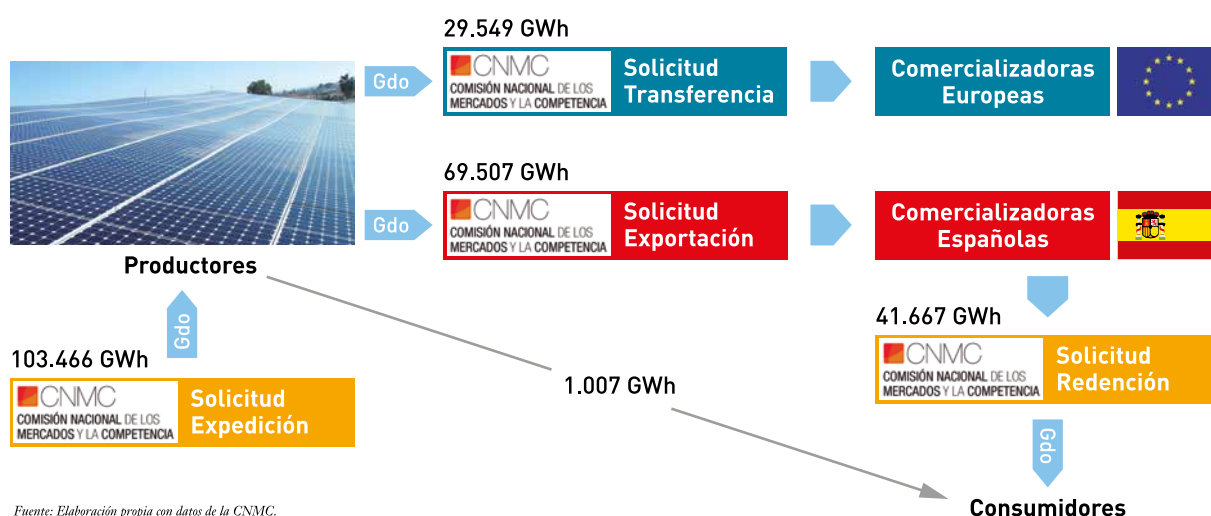 29.549 GWh
Gdo
CNMC
COMISIÓN NACIONAL DE LOS
MERCADOS Y LA COMPETENCIA
Solicitud
Transferencia
Comercializadoras
Europeas
69.507 GWh
Gdo
CNMC
COMISIÓN NACIONAL DE LOS
MERCADOS Y LA COMPETENCIA
Solicitud
Exportación
Comercializadoras
Españolas
Productores
Gdo
103.466 GWh
CNMC
COMISIÓN NACIONAL DE LOS
MERCADOS Y LA COMPETENCIA
Solicitud
Expedición
1.007 GWh
41.667 GWh
CNMC
COMISIÓN NACIONAL DE LOS
MERCADOS Y LA COMPETENCIA
Solicitud
Redención
Gdo
Consumidores
Fuente: Elaboración propia con datos de la CNMC.